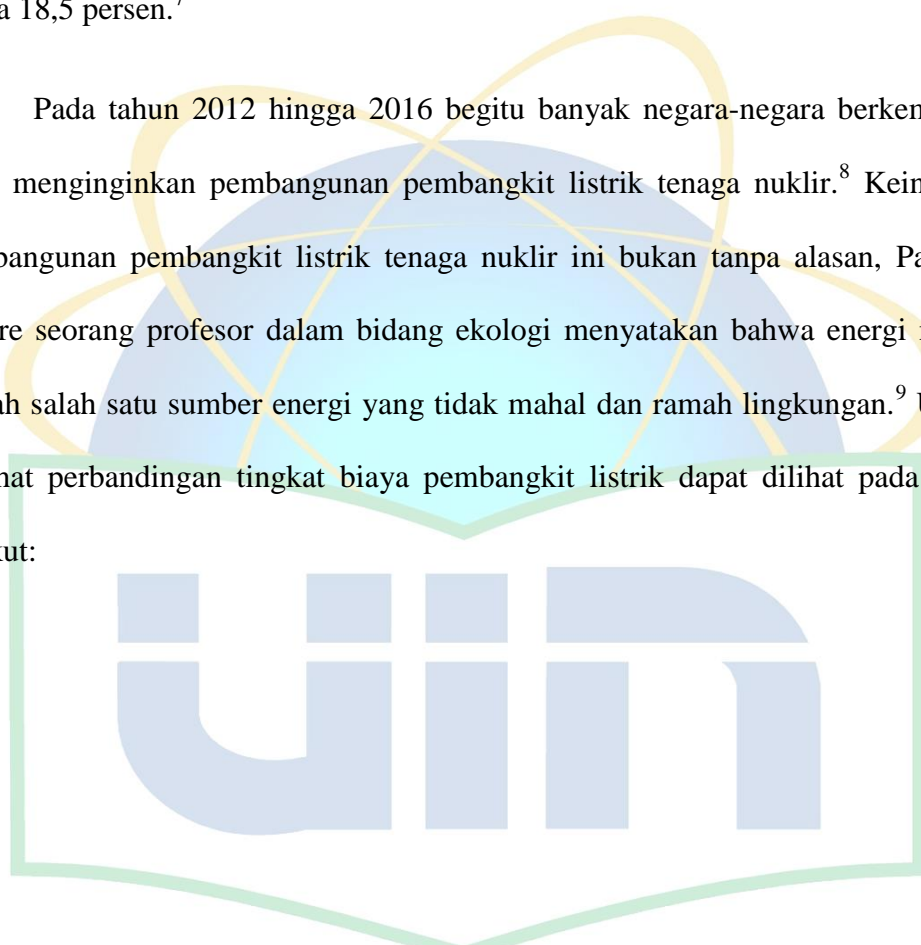 a 18,5 persen.7
Pada tahun 2012 hingga 2016 begitu banyak negara-negara berken
menginginkan pembangunan pembangkit listrik tenaga nuklir.8 Kein
bangunan pembangkit listrik tenaga nuklir ini bukan tanpa alasan, Pa
re seorang profesor dalam bidang ekologi menyatakan bahwa energi
ah salah satu sumber energi yang tidak mahal dan ramah lingkungan.9
hat perbandingan tingkat biaya pembangkit listrik dapat dilihat pada
kut:
uin